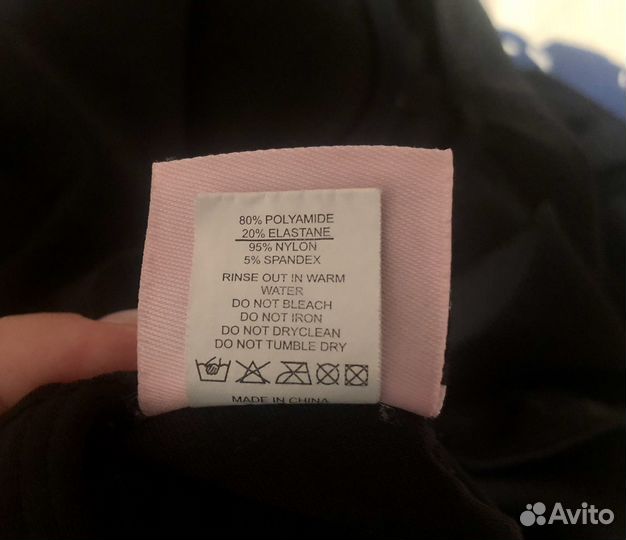 80% POLYAMIDE
20% ELASTANE
95% NYLON
5% SPANDEX
RINSE OUT IN WARM
WATER
DO NOT BLEACH
DO NOT IRON
DO NOT DRYCLEAN
DO NOT TUMBLE DRY
MADE IN CHINA
Avito